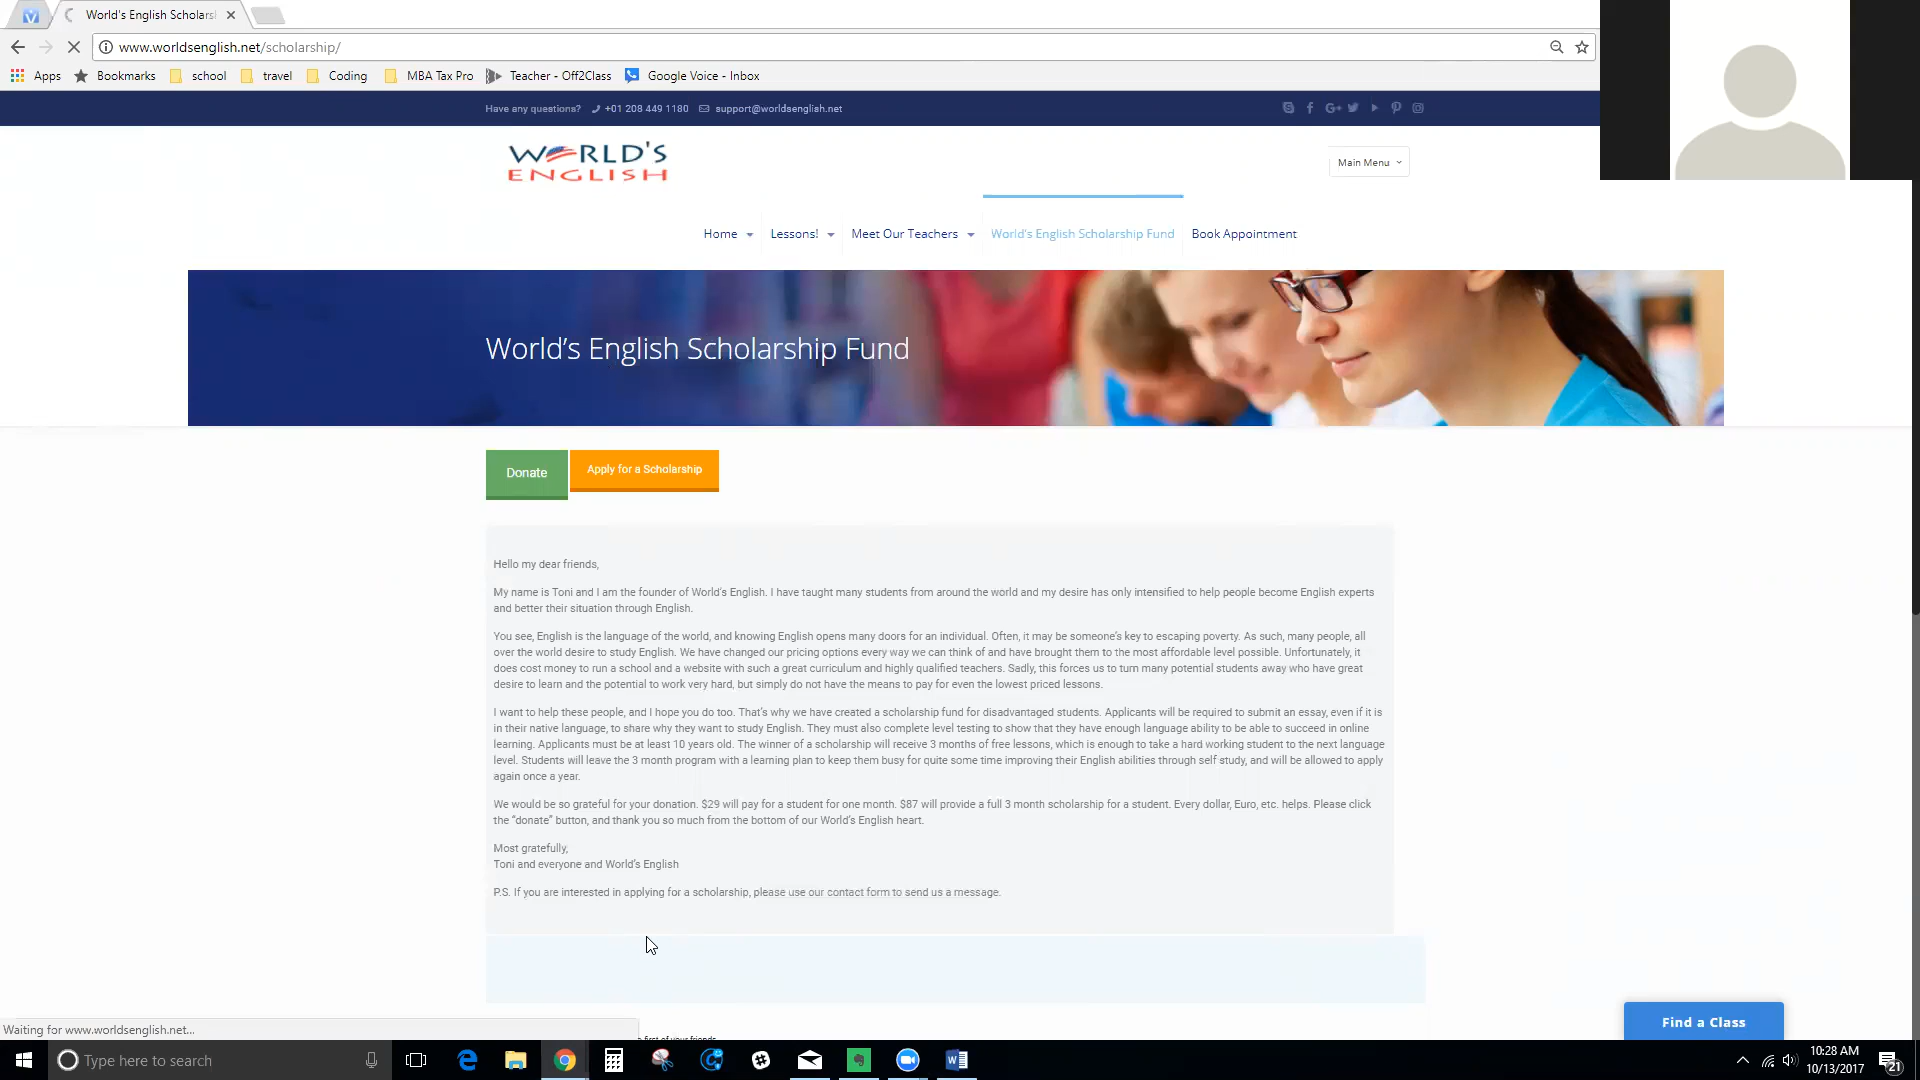 World's English Scholars
www.worldsenglish.net/scholarship/
Apps Bookmarks school travel Coding MBA Tax Pro Teacher - Off2Class Google Voice - Inbox
Have any questions? +01 208 449 1180 support@worldsenglish.net
WORLD'S
ENGLISH
Main Menu
Home Lessons! Meet Our Teachers World's English Scholarship Fund Book Appointment
World's English Scholarship Fund
Donate Apply for a Scholarship
Hello my dear friends,
My name is Toni and I am the founder of World's English. I have taught many students from around the world and my desire has only intensified to help people become English experts
and better their situation through English.
You see, English is the language of the world, and knowing English opens many doors for an individual. Often, it may be someone's key to escaping poverty. As such, many people, all
over the world desire to study English. We have changed our pricing options every way we can think of and have brought them to the most affordable level possible. Unfortunately, it
does cost money to run a school and a website with such a great curriculum and highly qualified teachers. Sadly, this forces us to turn many potential students away who have great
desire to learn and the potential to work very hard, but simply do not have the means to pay for even the lowest priced lessons.
I want to help these people, and I hope you do too. That's why we have created a scholarship fund for disadvantaged students. Applicants will be required to submit an essay, even if it is
in their native language, to share why they want to study English. They must also complete level testing to show that they have enough language ability to be able to succeed in online
learning. Applicants must be at least 10 years old. The winner of a scholarship will receive 3 months of free lessons, which is enough to take a hard working student to the next language
level. Students will leave the 3 month program with a learning plan to keep them busy for quite some time improving their English abilities through self study, and will be allowed to apply
again once a year.
We would be so grateful for your donation. $29 will pay for a student for one month. $87 will provide a full 3 month scholarship for a student. Every dollar, Euro, etc. helps. Please click
the "donate" button, and thank you so much from the bottom of our World's English heart.
Most gratefully,
Toni and everyone and World's English
P.S. If you are interested in applying for a scholarship, please use our contact form to send us a message.
Find a Class
Waiting for www.worldsenglish.net...
first of your friends
Type here to search
10:28 AM
10/13/2017
21